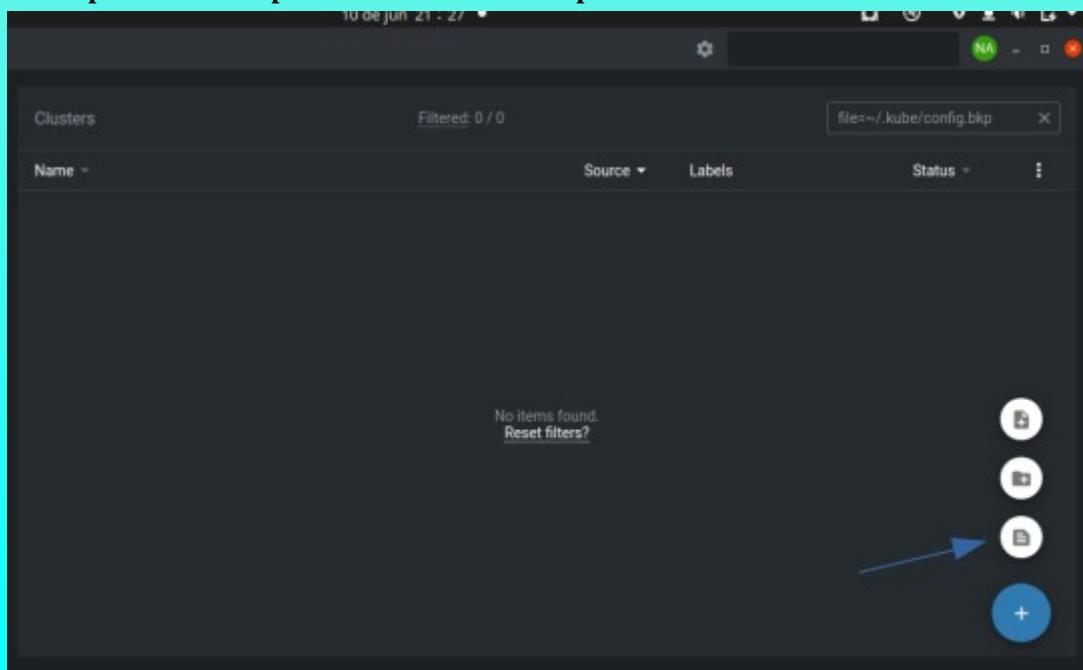 10 de jun 21 : 27
NA
Clusters
Filtered: 0 / 0
file=~/.kube/config.bkp
Name
Source
Labels
Status
No items found.
Reset filters?